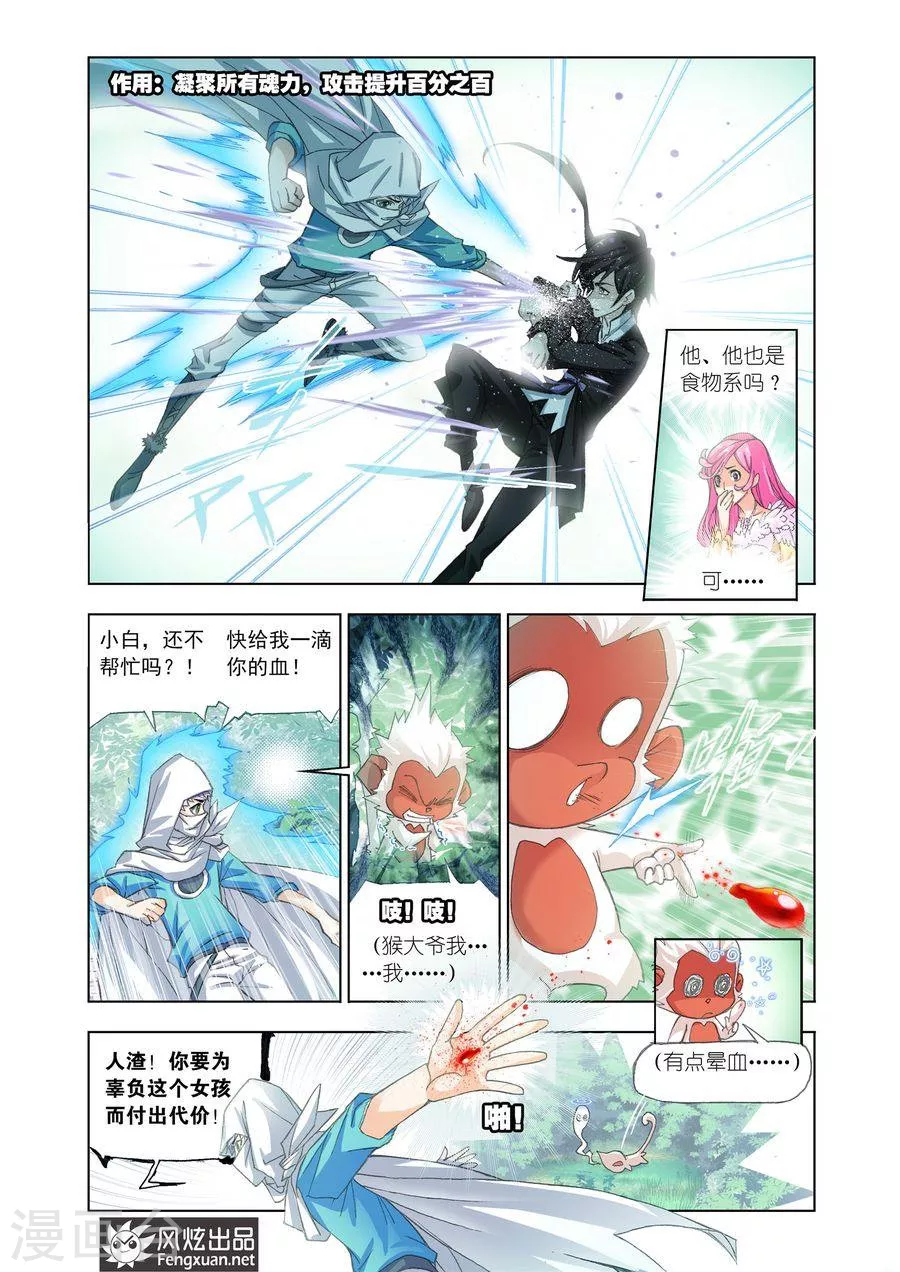 作用：凝聚所有魂力，攻击提升百分之百
他、他也是
食物系吗？
可……
小白，还不
帮忙吗？！
快给我一滴
你的血！
吱！吱！
（猴大爷我…
…我……）
（有点晕血……）
人渣！你要为
辜负这个女孩
而付出代价！
啪！
漫画台
风炫出品
Fengxuan.net